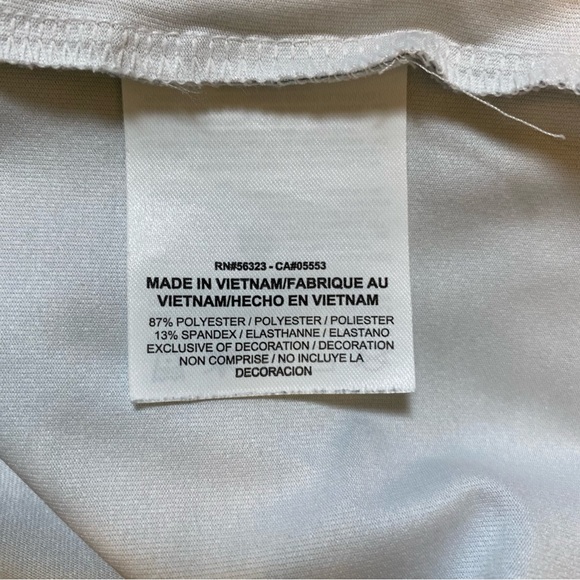 RN#56323 - CA#05553
MADE IN VIETNAM/FABRIQUE AU
VIETNAM/HECHO EN VIETNAM
87% POLYESTER / POLYESTER / POLIESTER
13% SPANDEX / ELASTHANNE / ELASTANO
EXCLUSIVE OF DECORATION / DECORATION
NON COMPRISE / NO INCLUYE LA
DECORACION